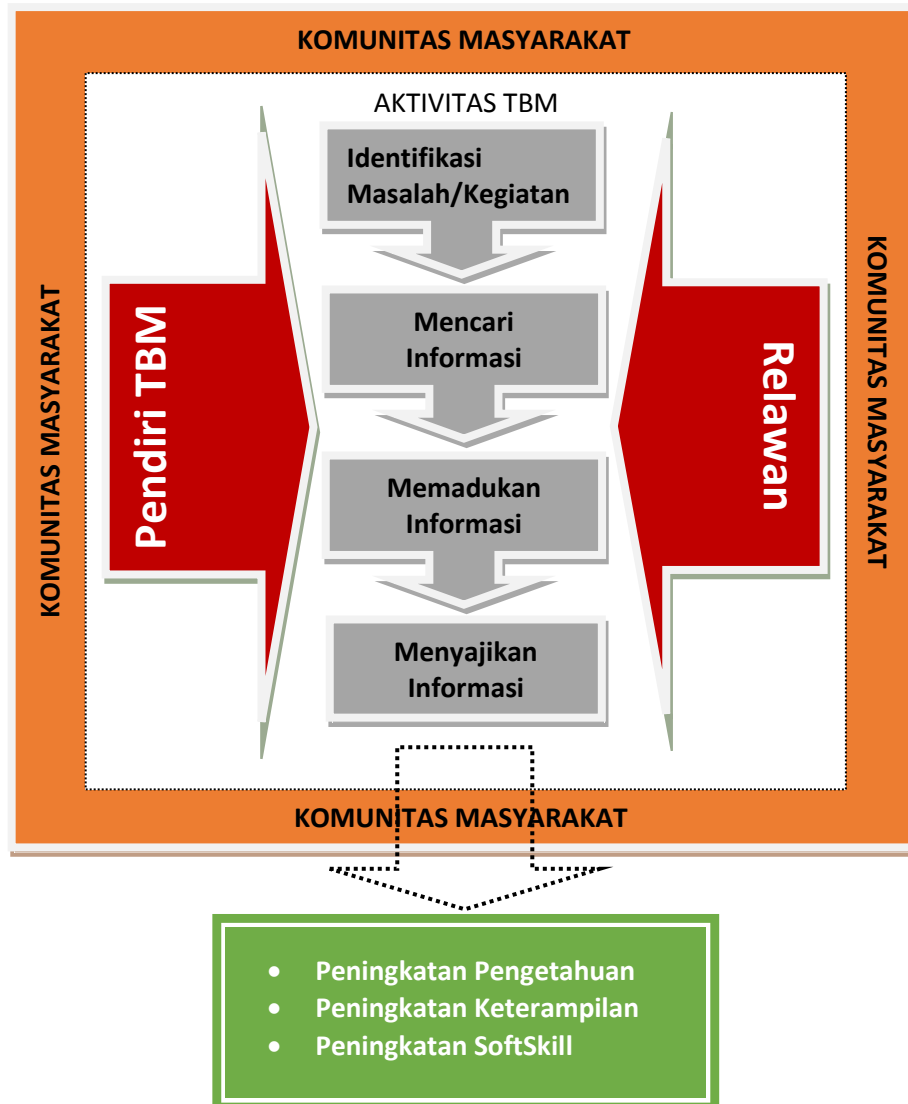 KOMUNITAS MASYARAKAT
AKTIVITAS TBM
Identifikasi
Masalah/Kegiatan
Mencari
Informasi
Memadukan
Informasi
Menyajikan
Informasi
KOMUNITAS MASYARAKAT
Pendiri TBM
Relawan
KOMUNITAS MASYARAKAT
KOMUNITAS MASYARAKAT
• Peningkatan Pengetahuan
• Peningkatan Keterampilan
• Peningkatan SoftSkill